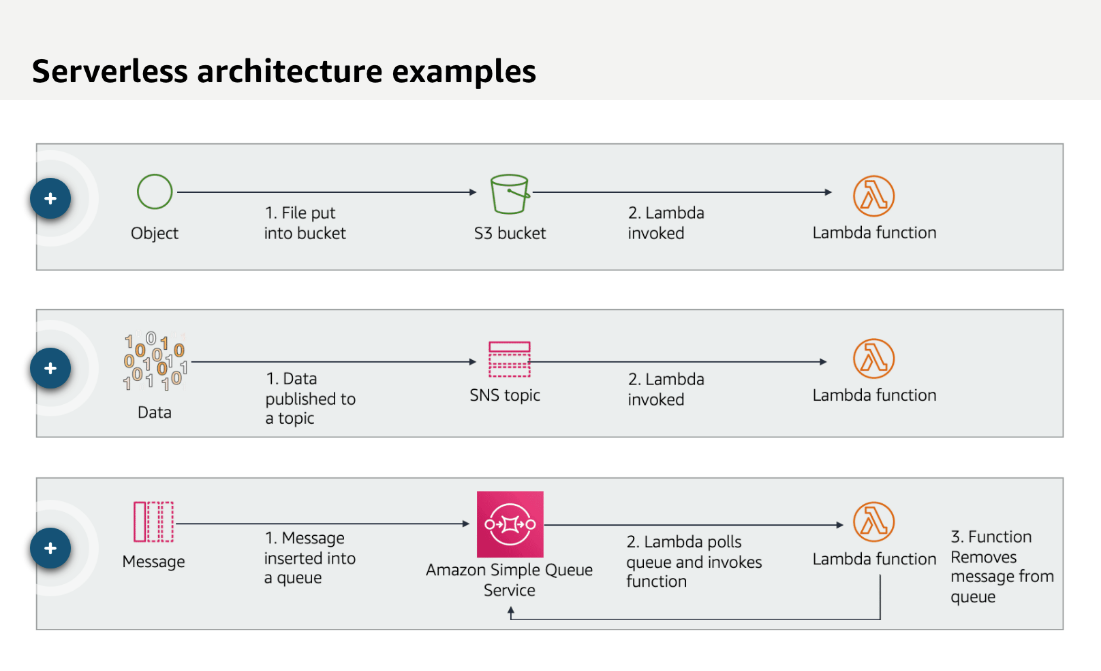 Serverless architecture examples
Object
1. File put
into bucket
S3 bucket
2. Lambda
invoked
Lambda function
Data
1. Data
published to
a topic
SNS topic
2. Lambda
invoked
Lambda function
Message
1. Message
inserted into
a queue
Amazon Simple Queue
Service
2. Lambda polls
queue and invokes
function
Lambda function
3. Function
Removes
message from
queue